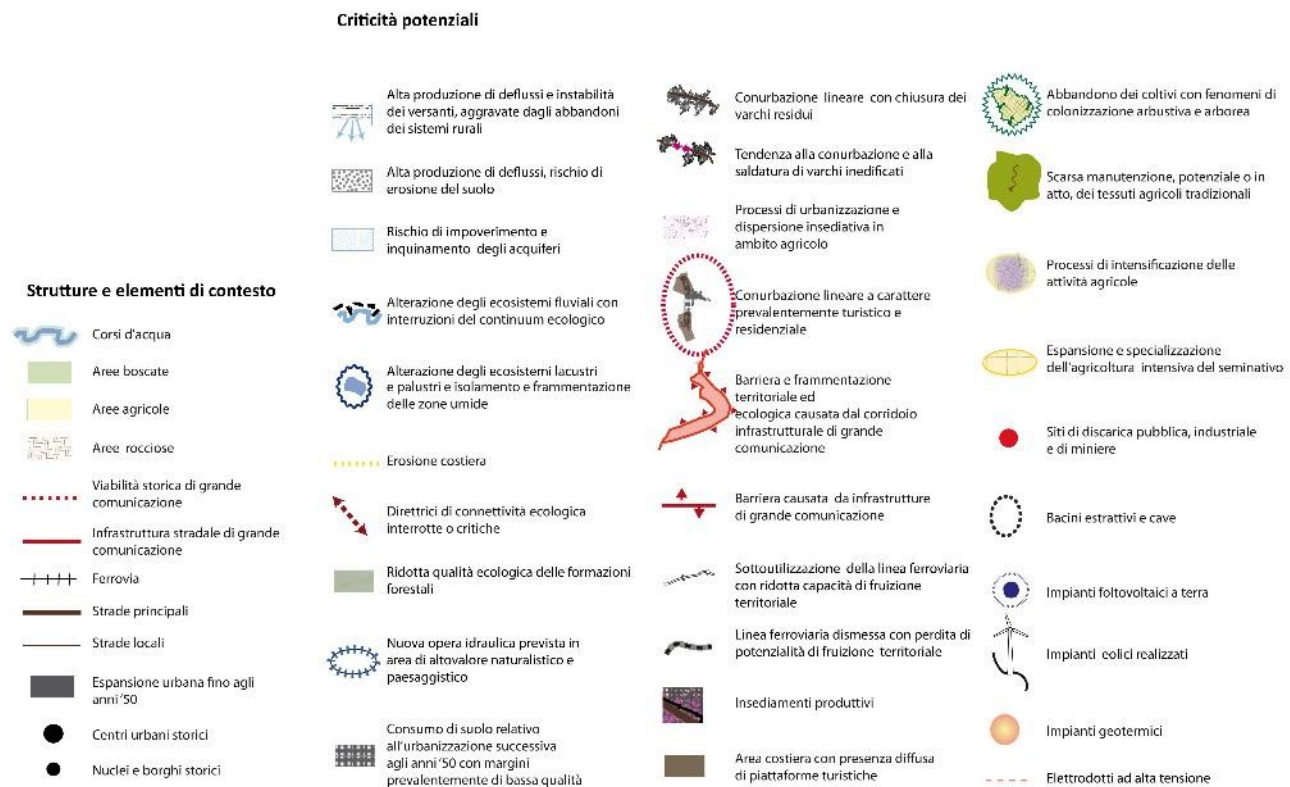 Criticità potenziali
Alta produzione di deflussi e instabilità
dei versanti, aggravate dagli abbandoni
dei sistemi rurali
Alta produzione di deflussi, rischio di
erosione del suolo
Rischio di impoverimento e
inquinamento degli acquiferi
Alterazione degli ecosistemi fluviali con
interruzioni del continuum ecologico
Alterazione degli ecosistemi lacustri
e palustri e isolamento e frammentazione
delle zone umide
Erosione costiera
Direttrici di connettività ecologica
interrotte o critiche
Ridotta qualità ecologica delle formazioni
forestali
Nuova opera idraulica prevista in
area di altovalore naturalistico e
paesaggistico
Consumo di suolo relativo
all'urbanizzazione successiva
agli anni '50 con margini
prevalentemente di bassa qualità
Conurbazione lineare con chiusura dei
varchi residui
Tendenza alla conurbazione e alla
saldatura di varchi inedificati
Processi di urbanizzazione e
dispersione insediativa in
ambito agricolo
Conurbazione lineare a carattere
prevalentemente turistico e
residenziale
Barriera e frammentazione
territoriale ed
ecologica causata dal corridoio
infrastrutturale di grande
comunicazione
Barriera causata da infrastrutture
di grande comunicazione
Sottoutilizzazione della linea ferroviaria
con ridotta capacità di fruizione
territoriale
Linea ferroviaria dismessa con perdita di
potenzialità di fruizione territoriale
Insediamenti produttivi
Area costiera con presenza diffusa
di piattaforme turistiche
Abbandono dei coltivi con fenomeni di
colonizzazione arbustiva e arborea
Scarsa manutenzione, potenziale o in
atto, dei tessuti agricoli tradizionali
Processi di intensificazione delle
attività agricole
Espansione e specializzazione
dell'agricoltura intensiva del seminativo
Siti di discarica pubblica, industriale
e di miniere
Bacini estrattivi e cave
Impianti foltovoltaici a terra
Impianti eolici realizzati
Impianti geotermici
Elettrodotti ad alta tensione
Strutture e elementi di contesto
Corsi d'acqua
Aree boscate
Aree agricole
Aree rocciose
Viabilità storica di grande
comunicazione
Infrastruttura stradale di grande
comunicazione
Ferrovia
Strade principali
Strade locali
Espansione urbana fino agli
anni '50
Centri urbani storici
Nuclei e borghi storici